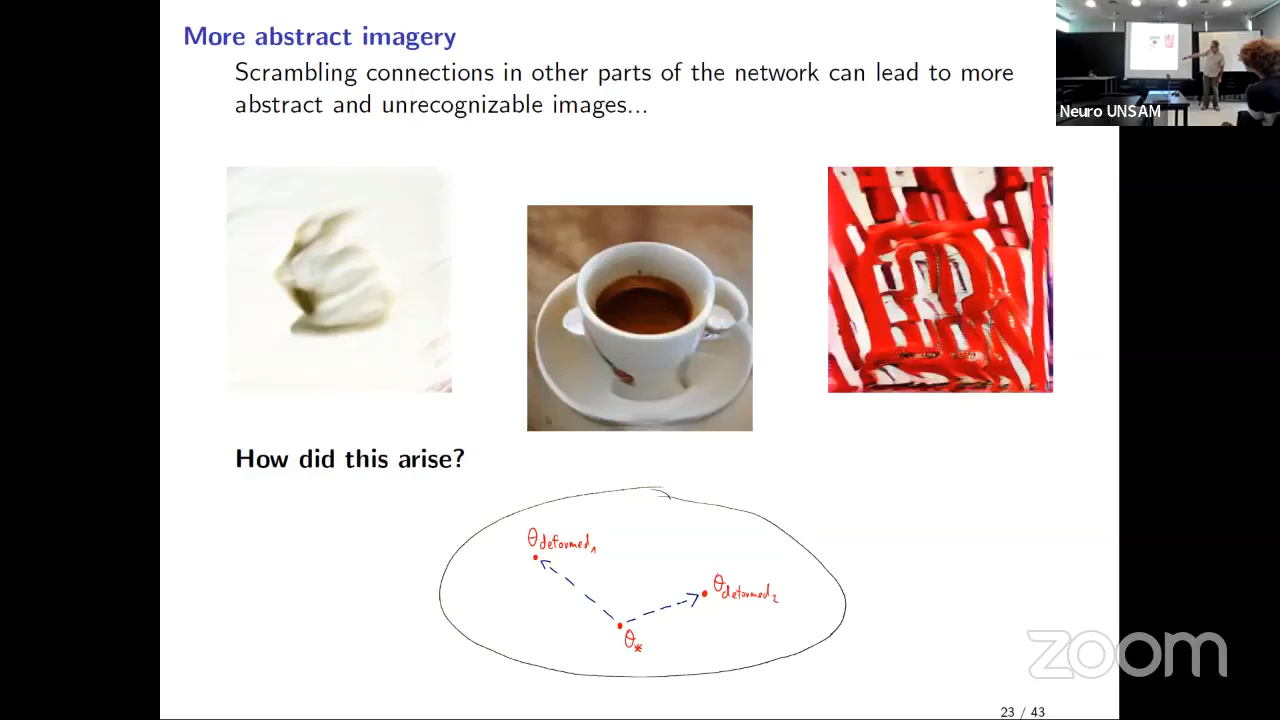 More abstract imagery
Scrambling connections in other parts of the network can lead to more
abstract and unrecognizable images...
Neuro UNSAM
How did this arise?
θdeformed₁
θdeformed₂
θ*
zoom
23 / 43